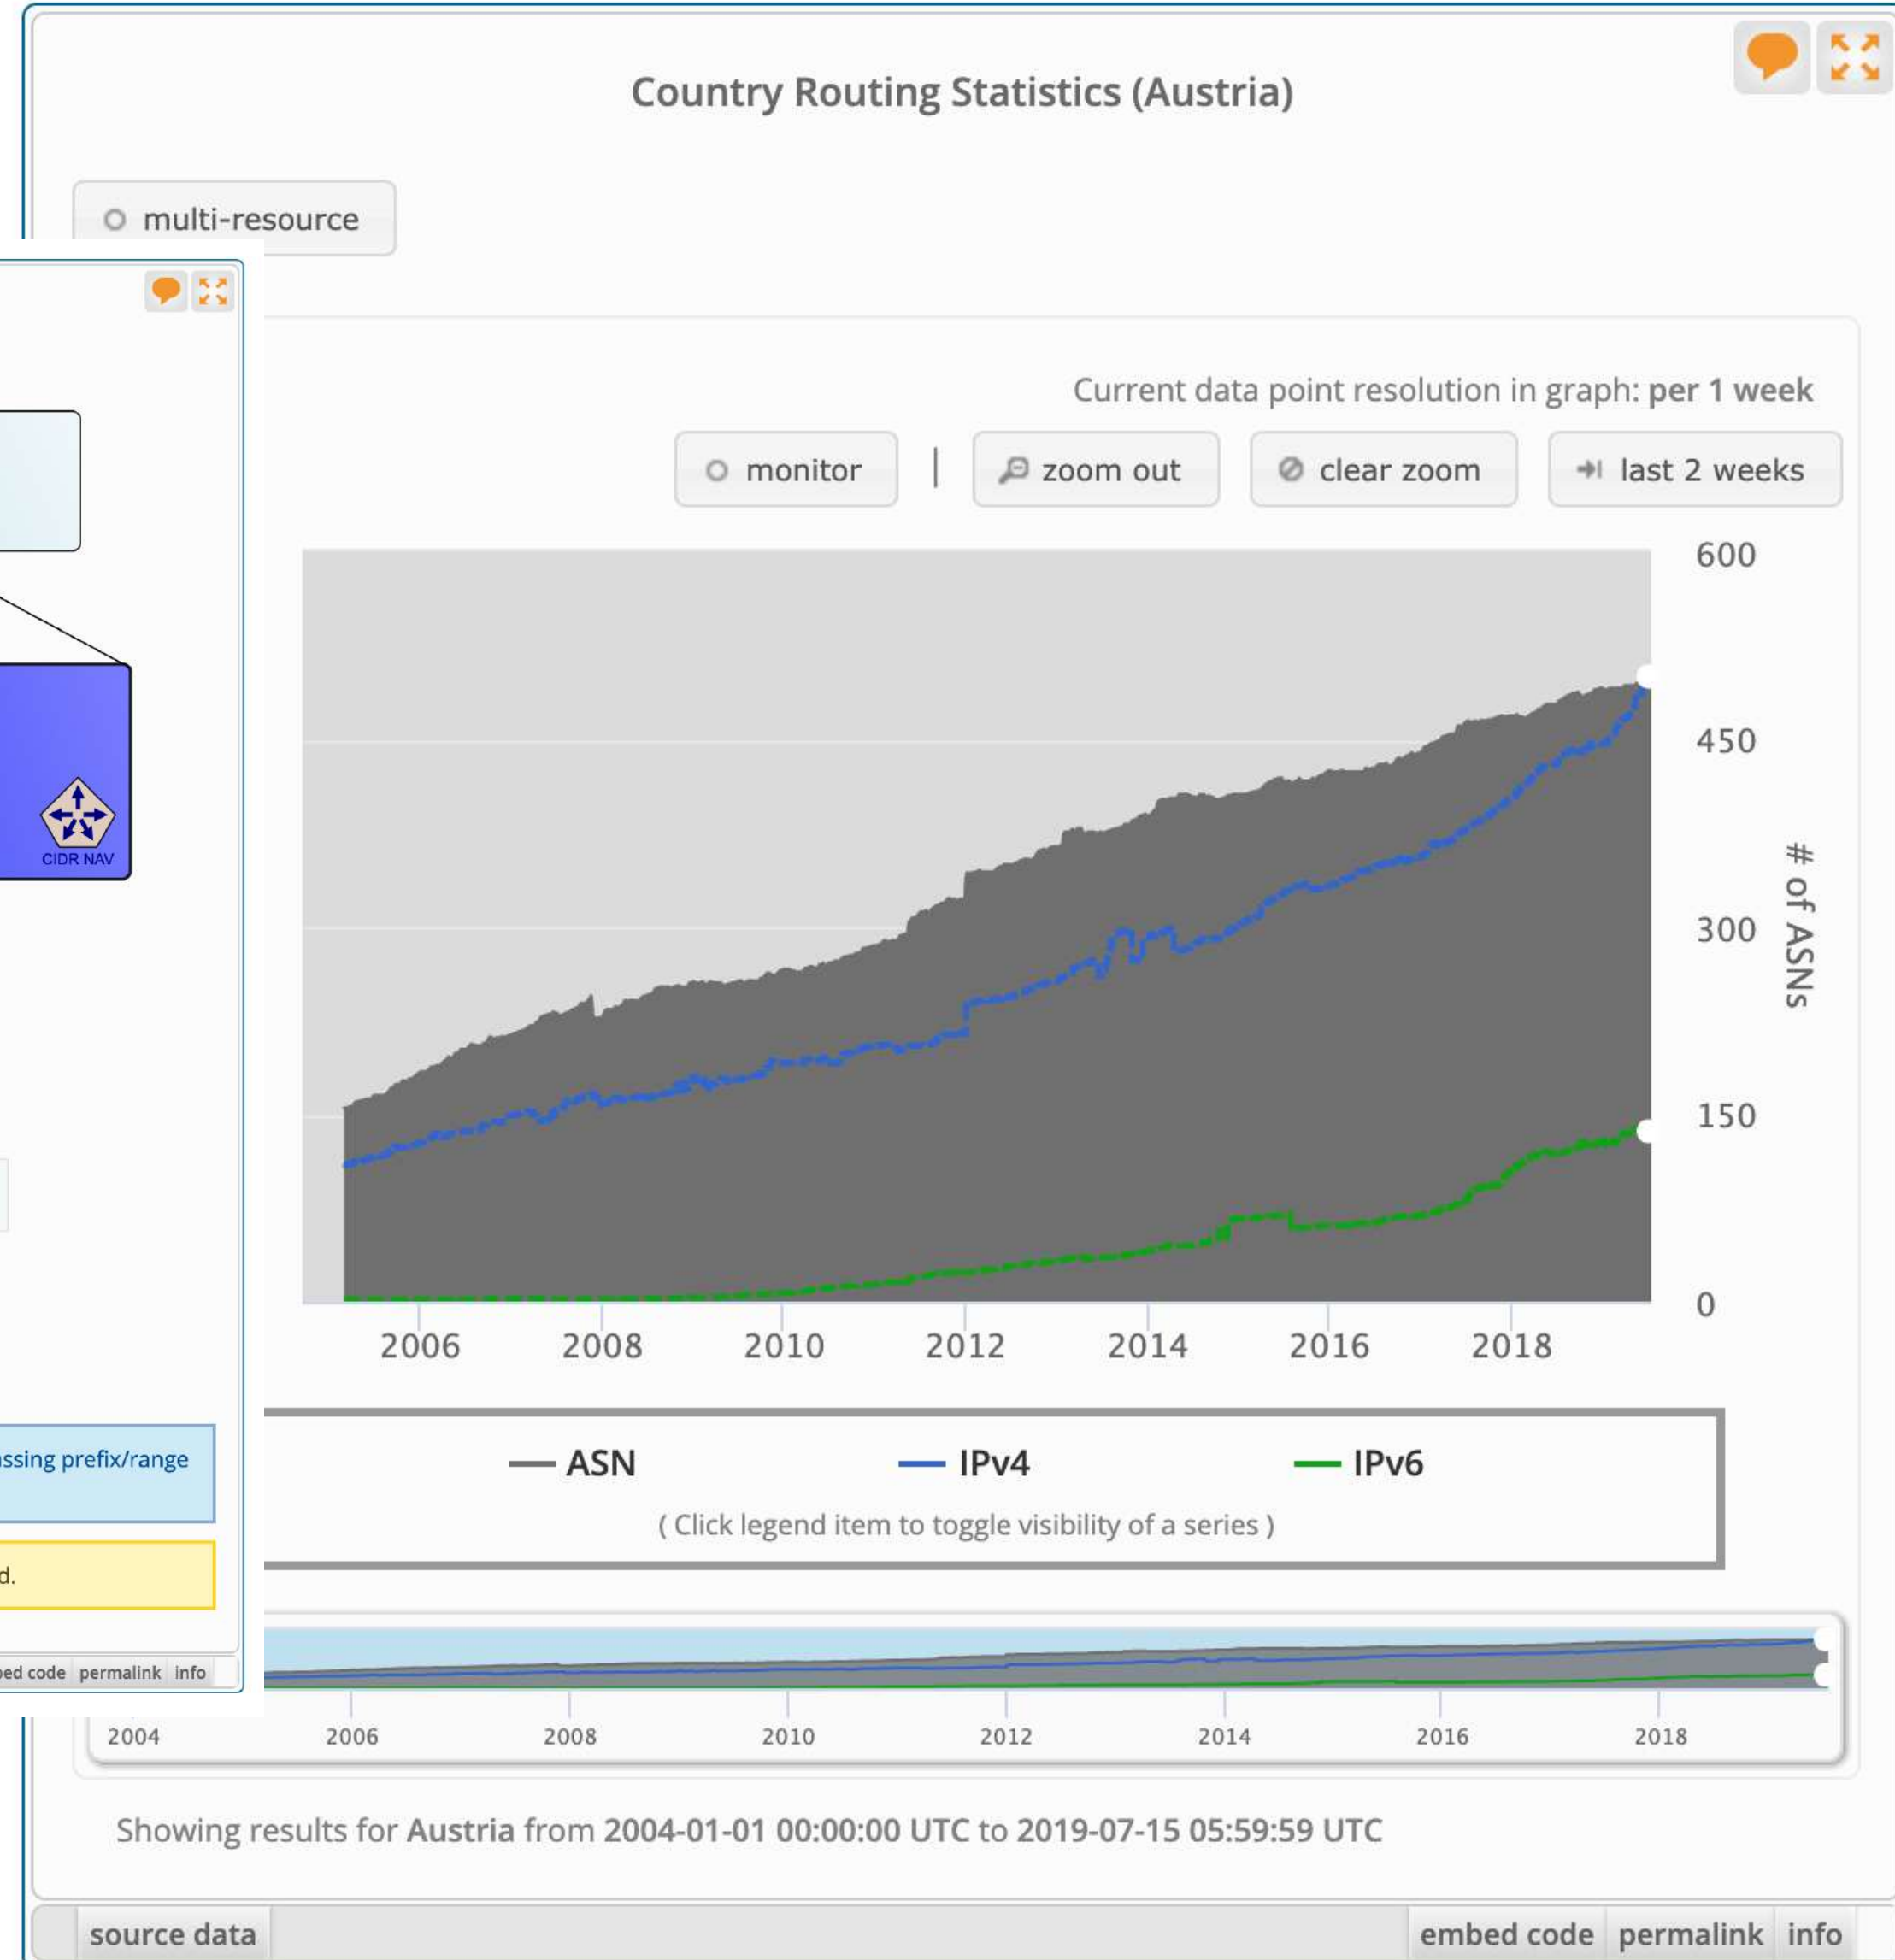 Country Routing Statistics (Austria)
multi-resource
Current data point resolution in graph: per 1 week
monitor | zoom out clear zoom last 2 weeks
600
450
300
150
0
# of ASNs
2006 2008 2010 2012 2014 2016 2018
ASN IPv4 IPv6
( Click legend item to toggle visibility of a series )
2004 2006 2008 2010 2012 2014 2016 2018
Showing results for Austria from 2004-01-01 00:00:00 UTC to 2019-07-15 05:59:59 UTC
source data embed code permalink info
CIDR NAV
prefix/range
code permalink info